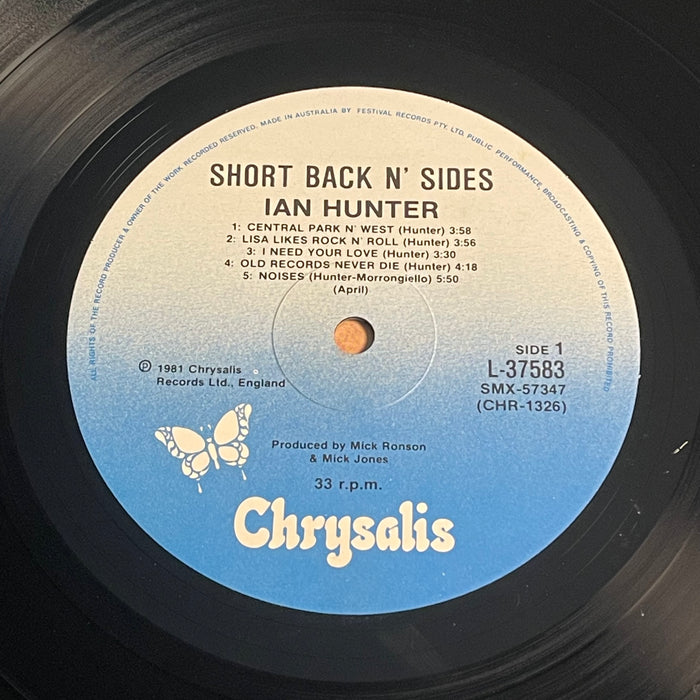 ALL RIGHTS OF THE RECORD PRODUCER & OWNER OF THE WORK RECORDED RESERVED. MADE IN AUSTRALIA BY FESTIVAL RECORDS PTY. LTD. PUBLIC PERFORMANCE, BROADCASTING & COPYING OF THIS RECORD PROHIBITED
SHORT BACK N' SIDES
IAN HUNTER
1: CENTRAL PARK N' WEST (Hunter) 3:58
2: LISA LIKES ROCK N' ROLL (Hunter) 3:56
3: I NEED YOUR LOVE (Hunter) 3:30
4: OLD RECORDS NEVER DIE (Hunter) 4:18
5: NOISES (Hunter-Morrongiello) 5:50
(April)
SIDE 1
L-37583
SMX-57347
(CHR-1326)
℗ 1981 Chrysalis
Records Ltd., England
Produced by Mick Ronson
& Mick Jones
33 r.p.m.
Chrysalis